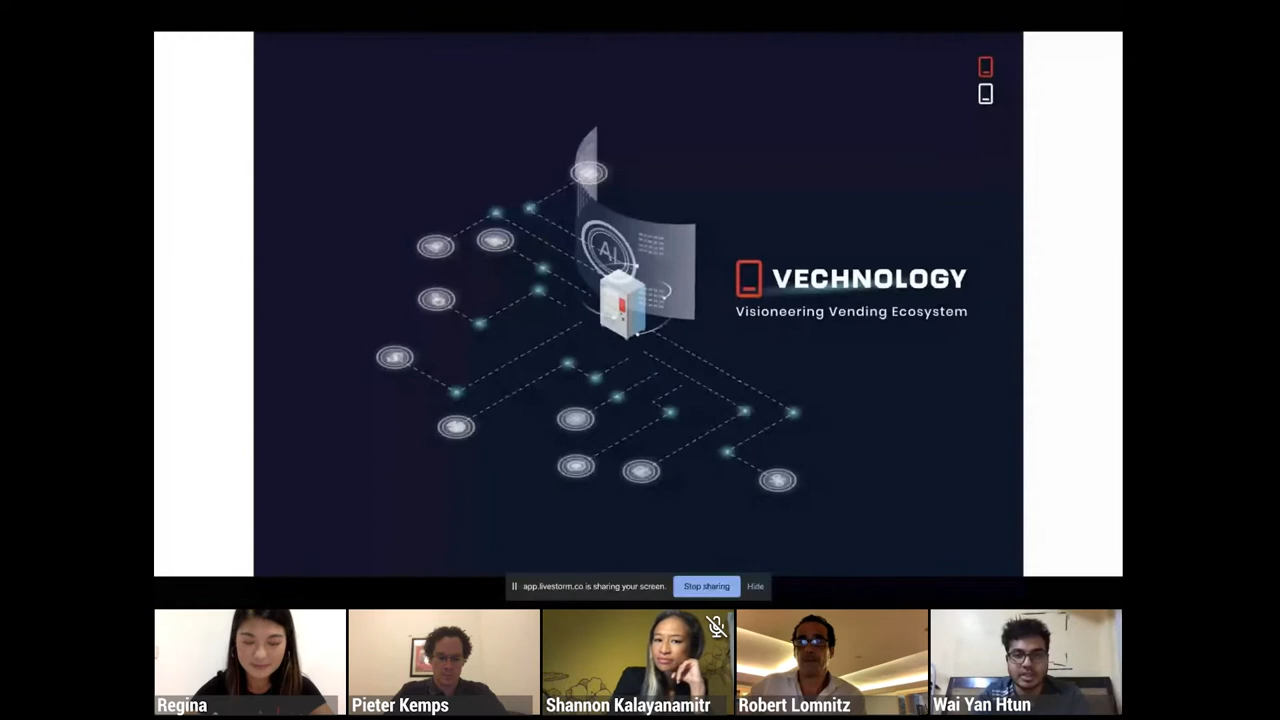 AI
VECHNOLOGY
Visioneering Vending Ecosystem
app.livestorm.co is sharing your screen.
Stop sharing
Hide
Regina
Pieter Kemps
Shannon Kalayanamitr
Robert Lomnitz
Wai Yan Htun